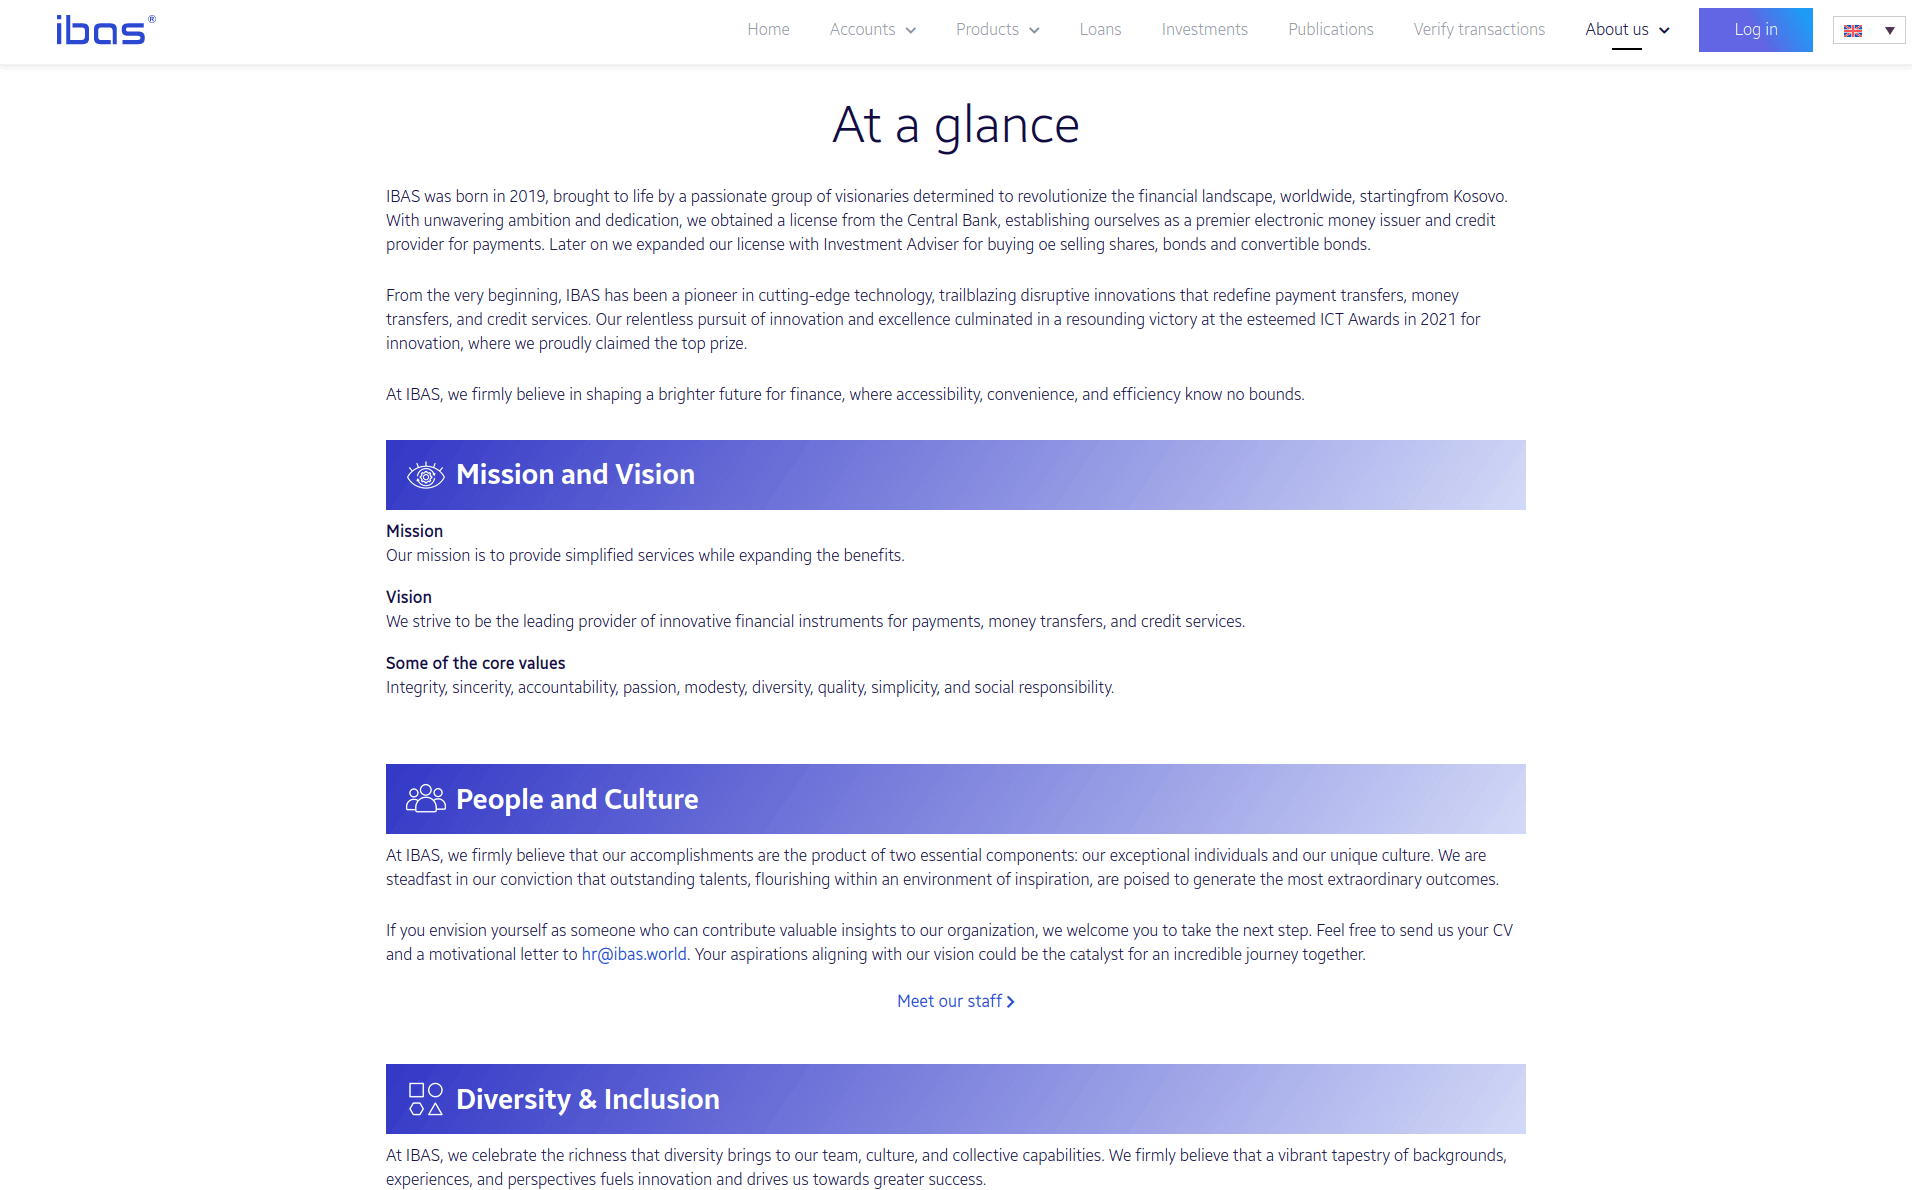 ibas®
Home Accounts Products Loans Investments Publications Verify transactions About us Log in
At a glance
IBAS was born in 2019, brought to life by a passionate group of visionaries determined to revolutionize the financial landscape, worldwide, startingfrom Kosovo.
With unwavering ambition and dedication, we obtained a license from the Central Bank, establishing ourselves as a premier electronic money issuer and credit
provider for payments. Later on we expanded our license with Investment Adviser for buying oe selling shares, bonds and convertible bonds.
From the very beginning, IBAS has been a pioneer in cutting-edge technology, trailblazing disruptive innovations that redefine payment transfers, money
transfers, and credit services. Our relentless pursuit of innovation and excellence culminated in a resounding victory at the esteemed ICT Awards in 2021 for
innovation, where we proudly claimed the top prize.
At IBAS, we firmly believe in shaping a brighter future for finance, where accessibility, convenience, and efficiency know no bounds.
Mission and Vision
Mission
Our mission is to provide simplified services while expanding the benefits.
Vision
We strive to be the leading provider of innovative financial instruments for payments, money transfers, and credit services.
Some of the core values
Integrity, sincerity, accountability, passion, modesty, diversity, quality, simplicity, and social responsibility.
People and Culture
At IBAS, we firmly believe that our accomplishments are the product of two essential components: our exceptional individuals and our unique culture. We are
steadfast in our conviction that outstanding talents, flourishing within an environment of inspiration, are poised to generate the most extraordinary outcomes.
If you envision yourself as someone who can contribute valuable insights to our organization, we welcome you to take the next step. Feel free to send us your CV
and a motivational letter to hr@ibas.world. Your aspirations aligning with our vision could be the catalyst for an incredible journey together.
Meet our staff
Diversity & Inclusion
At IBAS, we celebrate the richness that diversity brings to our team, culture, and collective capabilities. We firmly believe that a vibrant tapestry of backgrounds,
experiences, and perspectives fuels innovation and drives us towards greater success.